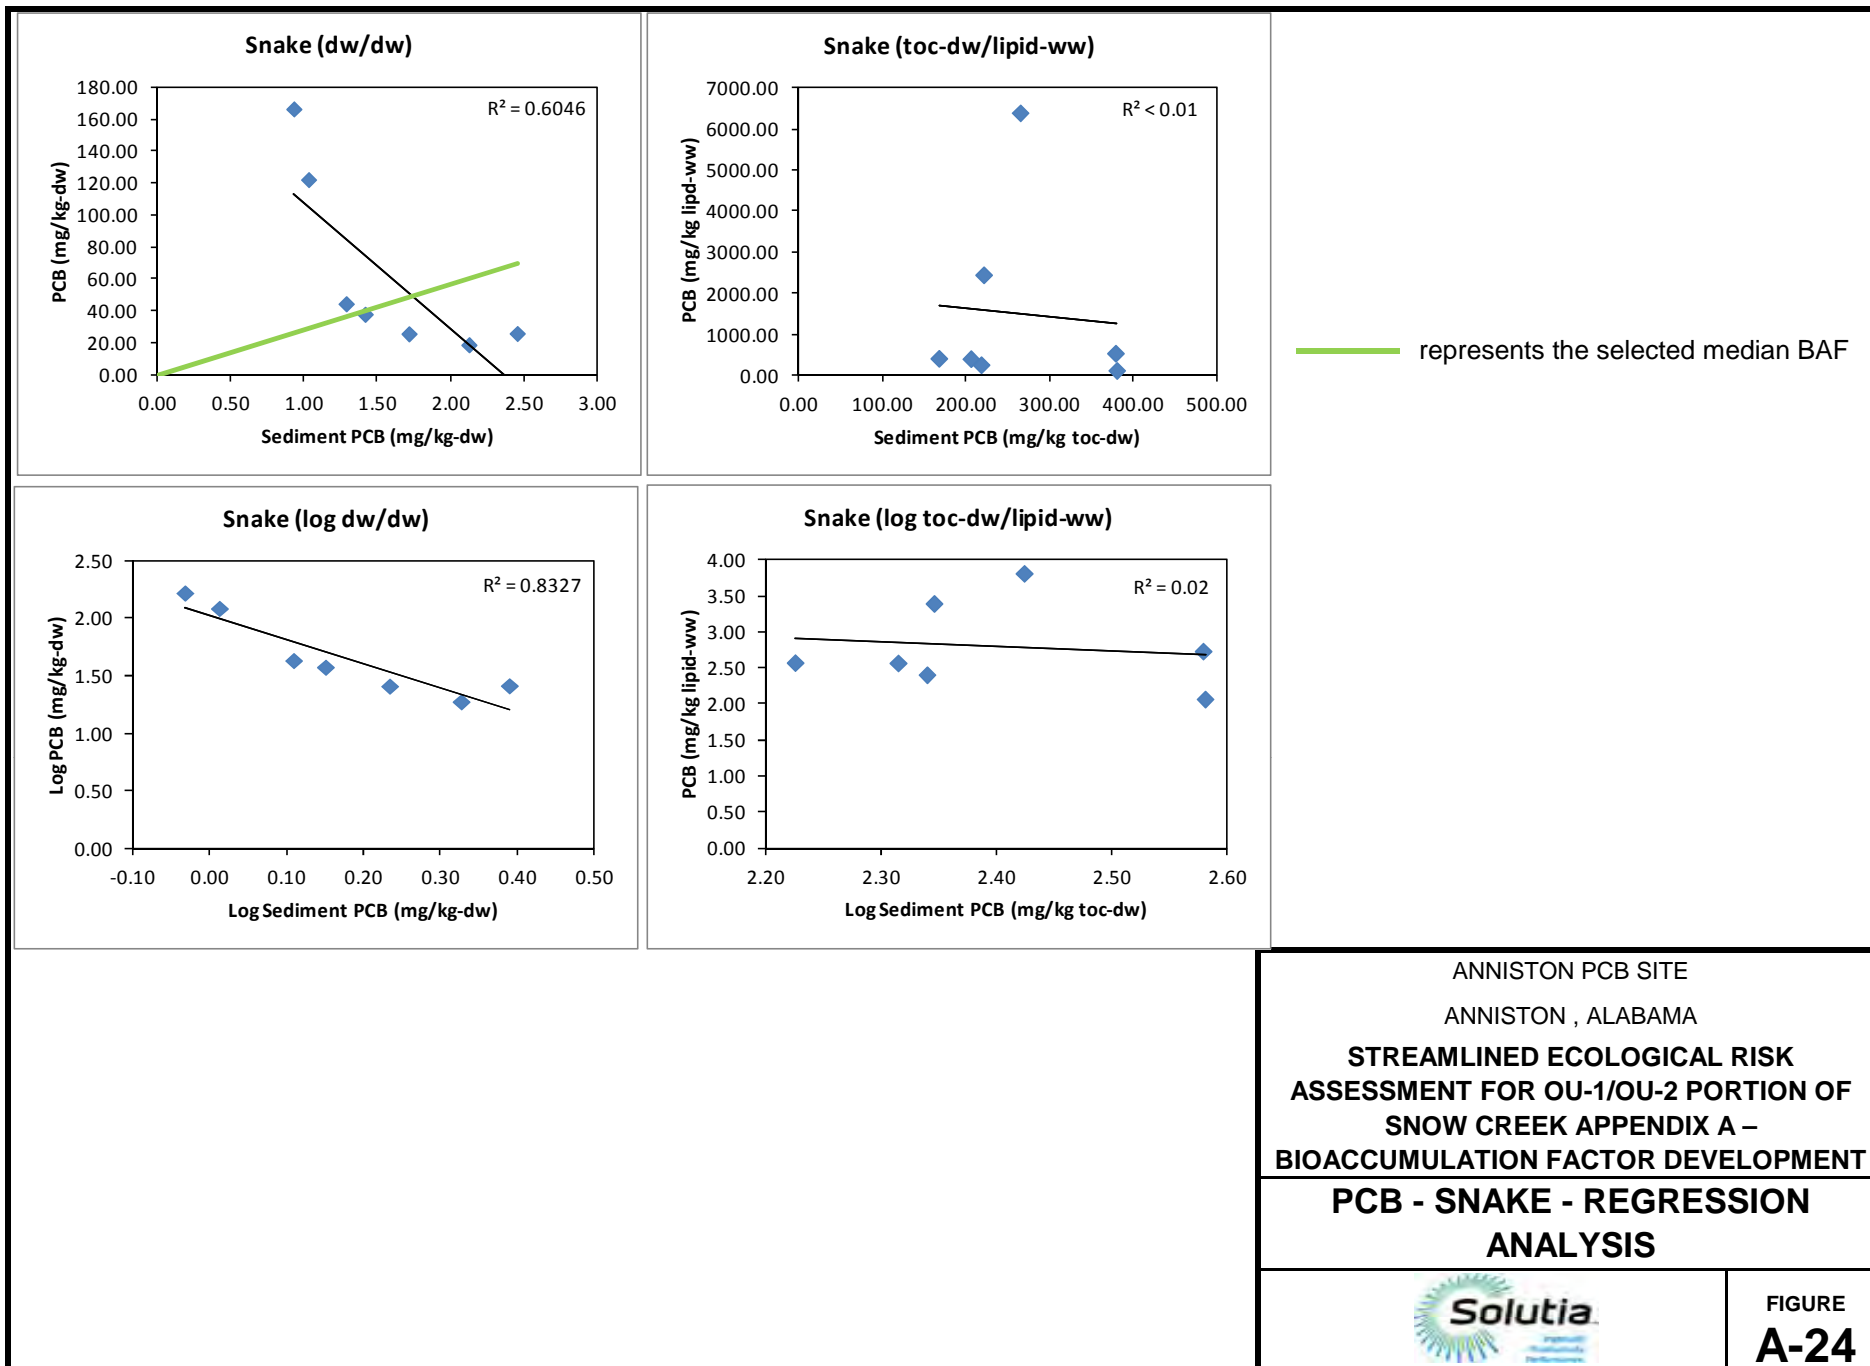 Snake (dw/dw)
R² = 0.6046
180.00
160.00
140.00
120.00
100.00
80.00
60.00
40.00
20.00
0.00
PCB (mg/kg-dw)
0.00 0.50 1.00 1.50 2.00 2.50 3.00
Sediment PCB (mg/kg-dw)
Snake (toc-dw/lipid-ww)
R² < 0.01
7000.00
6000.00
5000.00
4000.00
3000.00
2000.00
1000.00
0.00
PCB (mg/kg lipd-ww)
0.00 100.00 200.00 300.00 400.00 500.00
Sediment PCB (mg/kg toc-dw)
represents the selected median BAF
Snake (log dw/dw)
R² = 0.8327
2.50
2.00
1.50
1.00
0.50
0.00
Log PCB (mg/kg-dw)
-0.10 0.00 0.10 0.20 0.30 0.40 0.50
Log Sediment PCB (mg/kg-dw)
Snake (log toc-dw/lipid-ww)
R² = 0.02
4.00
3.50
3.00
2.50
2.00
1.50
1.00
0.50
0.00
PCB (mg/kg lipid-ww)
2.20 2.30 2.40 2.50 2.60
Log Sediment PCB (mg/kg toc-dw)
ANNISTON PCB SITE
ANNISTON , ALABAMA
STREAMLINED ECOLOGICAL RISK
ASSESSMENT FOR OU-1/OU-2 PORTION OF
SNOW CREEK APPENDIX A –
BIOACCUMULATION FACTOR DEVELOPMENT
PCB - SNAKE - REGRESSION
ANALYSIS
Solutia
FIGURE
A-24